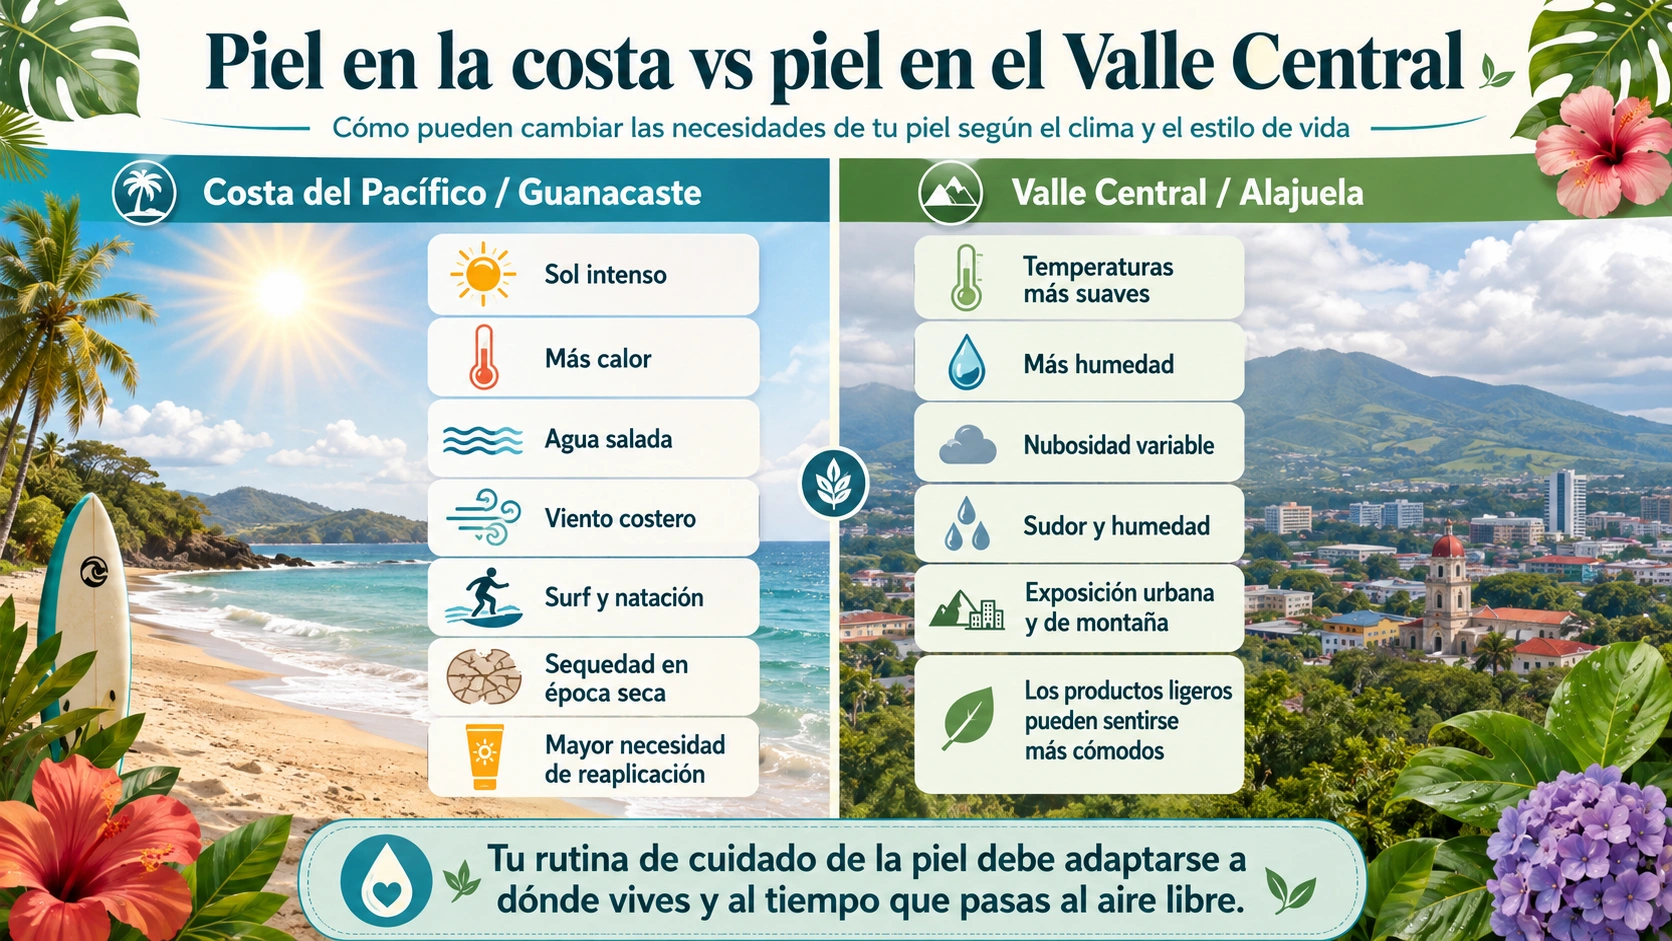 Piel en la costa vs piel en el Valle Central
Cómo pueden cambiar las necesidades de tu piel según el clima y el estilo de vida
Costa del Pacífico / Guanacaste
Sol intenso
Más calor
Agua salada
Viento costero
Surf y natación
Sequedad en
época seca
Mayor necesidad
de reaplicación
Valle Central / Alajuela
Temperaturas
más suaves
Más humedad
Nubosidad variable
Sudor y humedad
Exposición urbana
y de montaña
Los productos ligeros
pueden sentirse
más cómodos
Tu rutina de cuidado de la piel debe adaptarse a
dónde vives y al tiempo que pasas al aire libre.